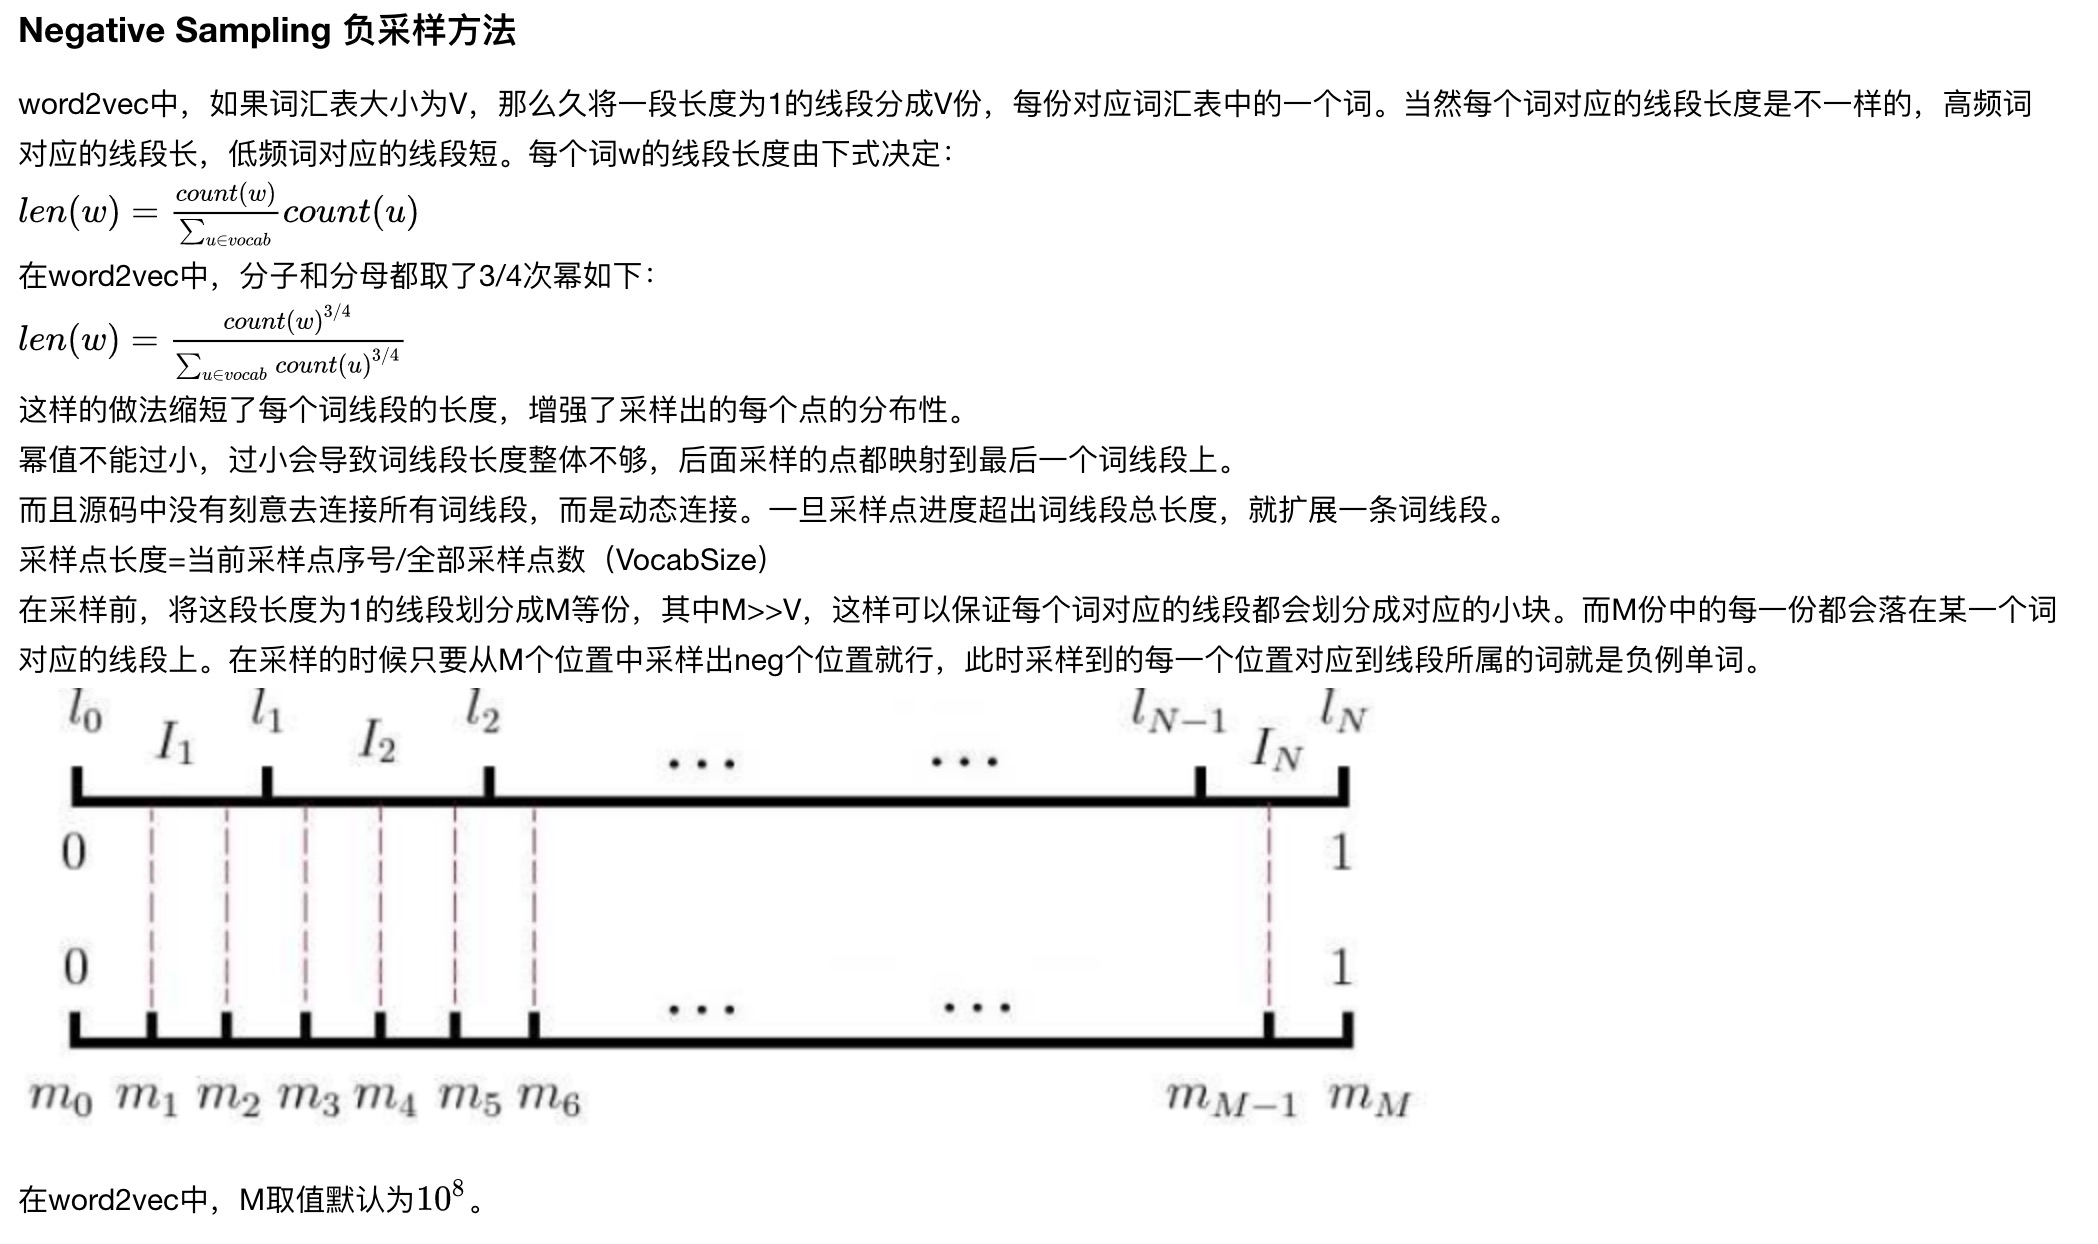 Negative Sampling 负采样方法
word2vec中，如果词汇表大小为V，那么久将一段长度为1的线段分成V份，每份对应词汇表中的一个词。当然每个词对应的线段长度是不一样的，高频词
对应的线段长，低频词对应的线段短。每个词w的线段长度由下式决定：
$len(w) = \frac{count(w)}{\sum_{u \in vocab}} count(u)$
在word2vec中，分子和分母都取了3/4次幂如下：
$len(w) = \frac{count(w)^{3/4}}{\sum_{u \in vocab} count(u)^{3/4}}$
这样的做法缩短了每个词线段的长度，增强了采样出的每个点的分布性。
幂值不能过小，过小会导致词线段长度整体不够，后面采样的点都映射到最后一个词线段上。
而且源码中没有刻意去连接所有词线段，而是动态连接。一旦采样点进度超出词线段总长度，就扩展一条词线段。
采样点长度=当前采样点序号/全部采样点数（VocabSize）
在采样前，将这段长度为1的线段划分成M等份，其中M>>V，这样可以保证每个词对应的线段都会划分成对应的小块。而M份中的每一份都会落在某一个词
对应的线段上。在采样的时候只要从M个位置中采样出neg个位置就行，此时采样到的每一个位置对应到线段所属的词就是负例单词。
$l_0$ $l_1$ $l_2$ $l_{N-1}$ $l_N$
$I_1$ $I_2$ ... ... $I_N$
0 1
0 1
... ...
$m_0$ $m_1$ $m_2$ $m_3$ $m_4$ $m_5$ $m_6$ $m_{M-1}$ $m_M$
在word2vec中，M取值默认为$10^8$。